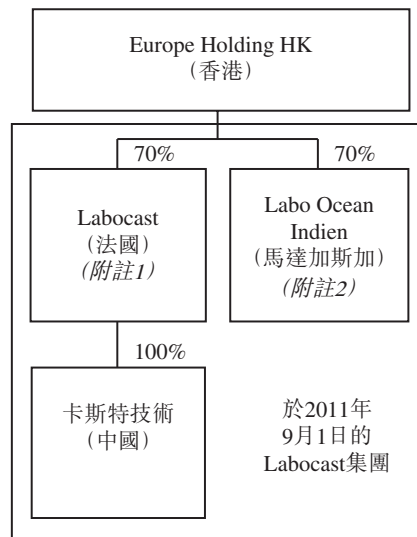 Europe Holding HK
（香港）
70%
70%
Labocast
（法國）
（附註1）
Labo Ocean
Indien
（馬達加斯加）
（附註2）
100%
卡斯特技術
（中國）
於2011年
9月1日的
Labocast集團